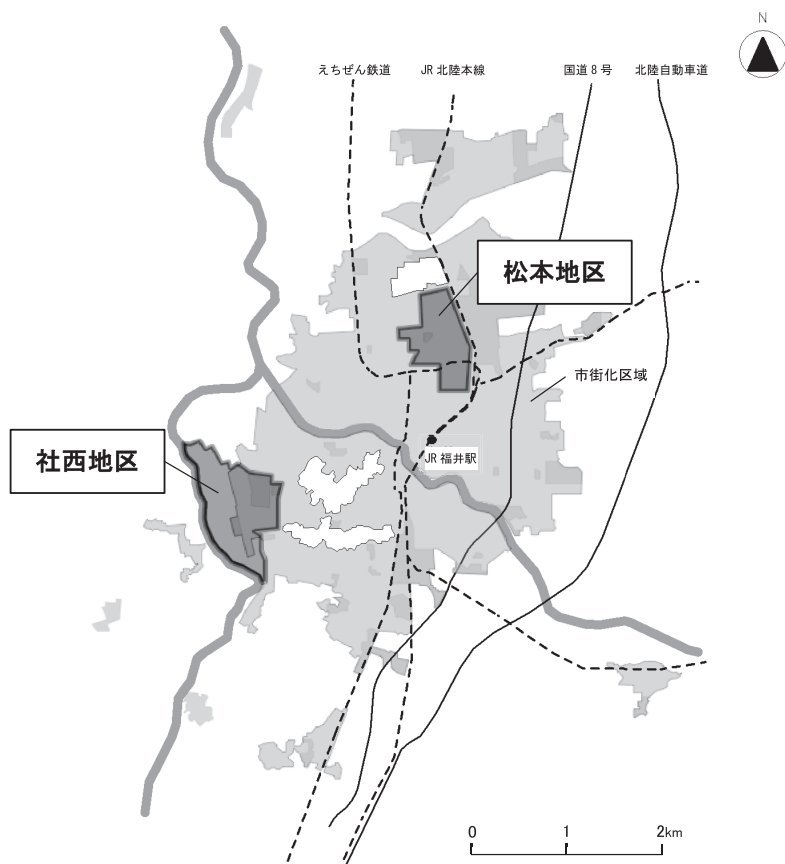 N
えちぜん鉄道
JR 北陸本線
国道8号
北陸自動車道
松本地区
市街化区域
社西地区
JR 福井駅
0 1 2km